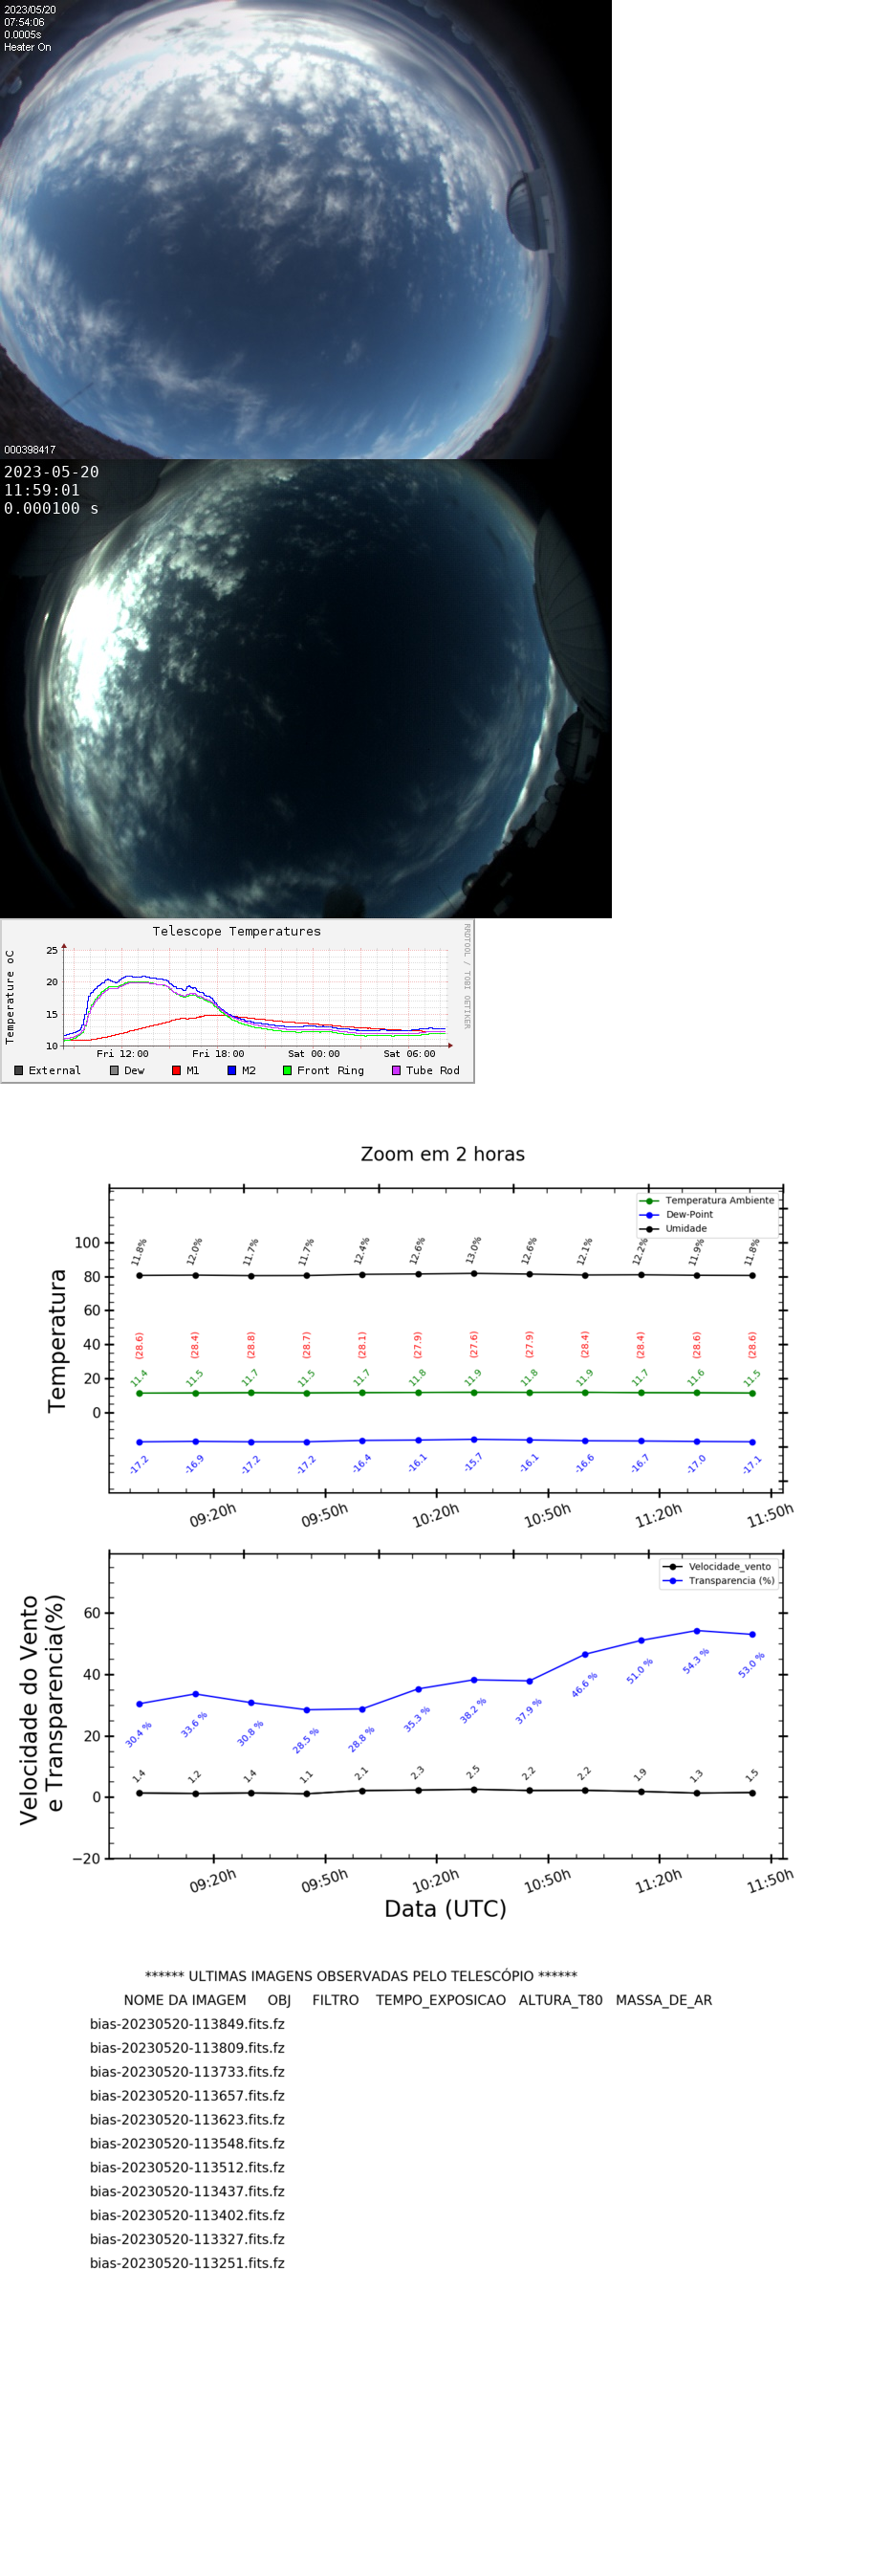 2023/05/20
07:54:06
0.0005s
Heater On
000398417
2023-05-20
11:59:01
0.000100 s
Telescope Temperatures
RRDTOOL / TOBI OETIKER
Temperature oC
25
20
15
10
Fri 12:00 Fri 18:00 Sat 00:00 Sat 06:00
External Dew M1 M2 Front Ring Tube Rod
Zoom em 2 horas
Temperatura Ambiente
Dew-Point
Umidade
Temperatura
100
80
60
40
20
0
11.8% 12.0% 11.7% 11.7% 12.4% 12.6% 13.0% 12.6% 12.1% 12.2% 11.9% 11.8%
(28.6) (28.4) (28.8) (28.7) (28.1) (27.9) (27.6) (27.9) (28.4) (28.4) (28.6) (28.6)
11.4 11.5 11.7 11.5 11.7 11.8 11.9 11.8 11.9 11.7 11.6 11.5
-17.2 -16.9 -17.2 -17.2 -16.4 -16.1 -15.7 -16.1 -16.6 -16.7 -17.0 -17.1
09:20h 09:50h 10:20h 10:50h 11:20h 11:50h
Velocidade_vento
Transparencia (%)
Velocidade do Vento
e Transparencia(%)
60
40
20
0
−20
30.4 % 33.6 % 30.8 % 28.5 % 28.8 % 35.3 % 38.2 % 37.9 % 46.6 % 51.0 % 54.3 % 53.0 %
1.4 1.2 1.4 1.1 2.1 2.3 2.5 2.2 2.2 1.9 1.3 1.5
09:20h 09:50h 10:20h 10:50h 11:20h 11:50h
Data (UTC)
****** ULTIMAS IMAGENS OBSERVADAS PELO TELESCÓPIO ******
NOME DA IMAGEM OBJ FILTRO TEMPO_EXPOSICAO ALTURA_T80 MASSA_DE_AR
bias-20230520-113849.fits.fz
bias-20230520-113809.fits.fz
bias-20230520-113733.fits.fz
bias-20230520-113657.fits.fz
bias-20230520-113623.fits.fz
bias-20230520-113548.fits.fz
bias-20230520-113512.fits.fz
bias-20230520-113437.fits.fz
bias-20230520-113402.fits.fz
bias-20230520-113327.fits.fz
bias-20230520-113251.fits.fz